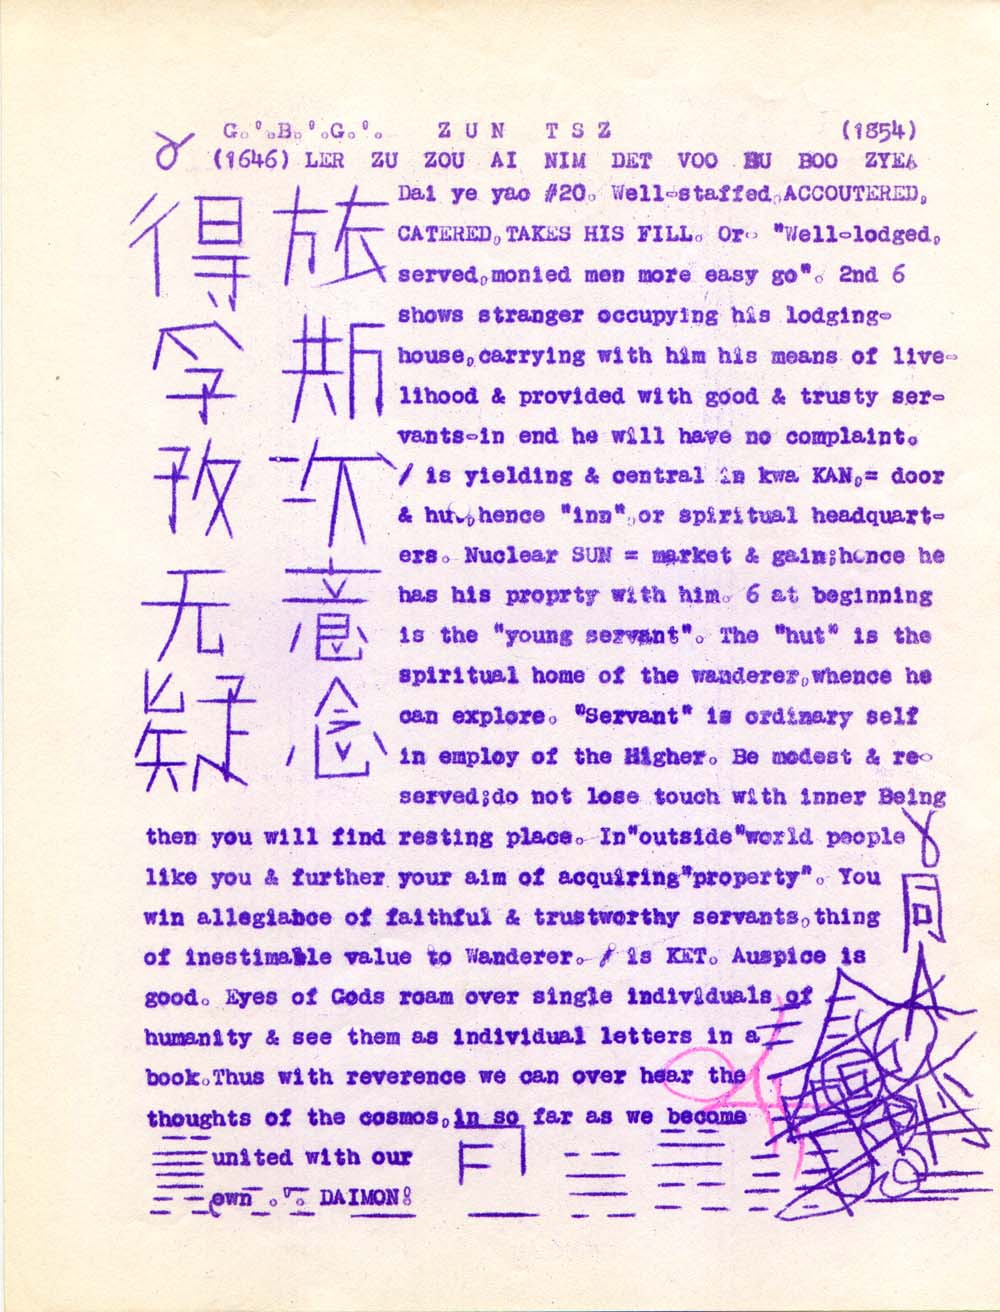 G.°.B.°.G.°. Z U N T S Z (1854)
(1646) LER ZU ZOU AI NIM DET VOO BU BOO ZYEA
旅斯次意念
得孚孜无疑
Dai ye yao #20. Well-staffed,ACCOUTERED,
CATERED,TAKES HIS FILL. Or- "Well-lodged,
served,monied men more easy go". 2nd 6
shows stranger occupying his lodging-
house,carrying with him his means of live-
lihood & provided with good & trusty ser-
vants-in end he will have no complaint.
/ is yielding & central in kwa KAN,= door
& hut,hence "inn",or spiritual headquart-
ers. Nuclear SUN = market & gain;hence he
has his proprty with him. 6 at beginning
is the "young servant". The "hut" is the
spiritual home of the wanderer,whence he
can explore. "Servant" is ordinary self
in employ of the Higher. Be modest & re-
served;do not lose touch with inner Being
then you will find resting place. In"outside"world people
like you & further your aim of acquiring"property". You
win allegiabce of faithful & trustworthy servants,thing
of inestimable value to Wanderer. / is KET. Auspice is
good. Eyes of Gods roam over single individuals of
humanity & see them as individual letters in a
book.Thus with reverence we can over hear the
thoughts of the cosmos,in so far as we become
united with our
own .°. DAIMON!
同